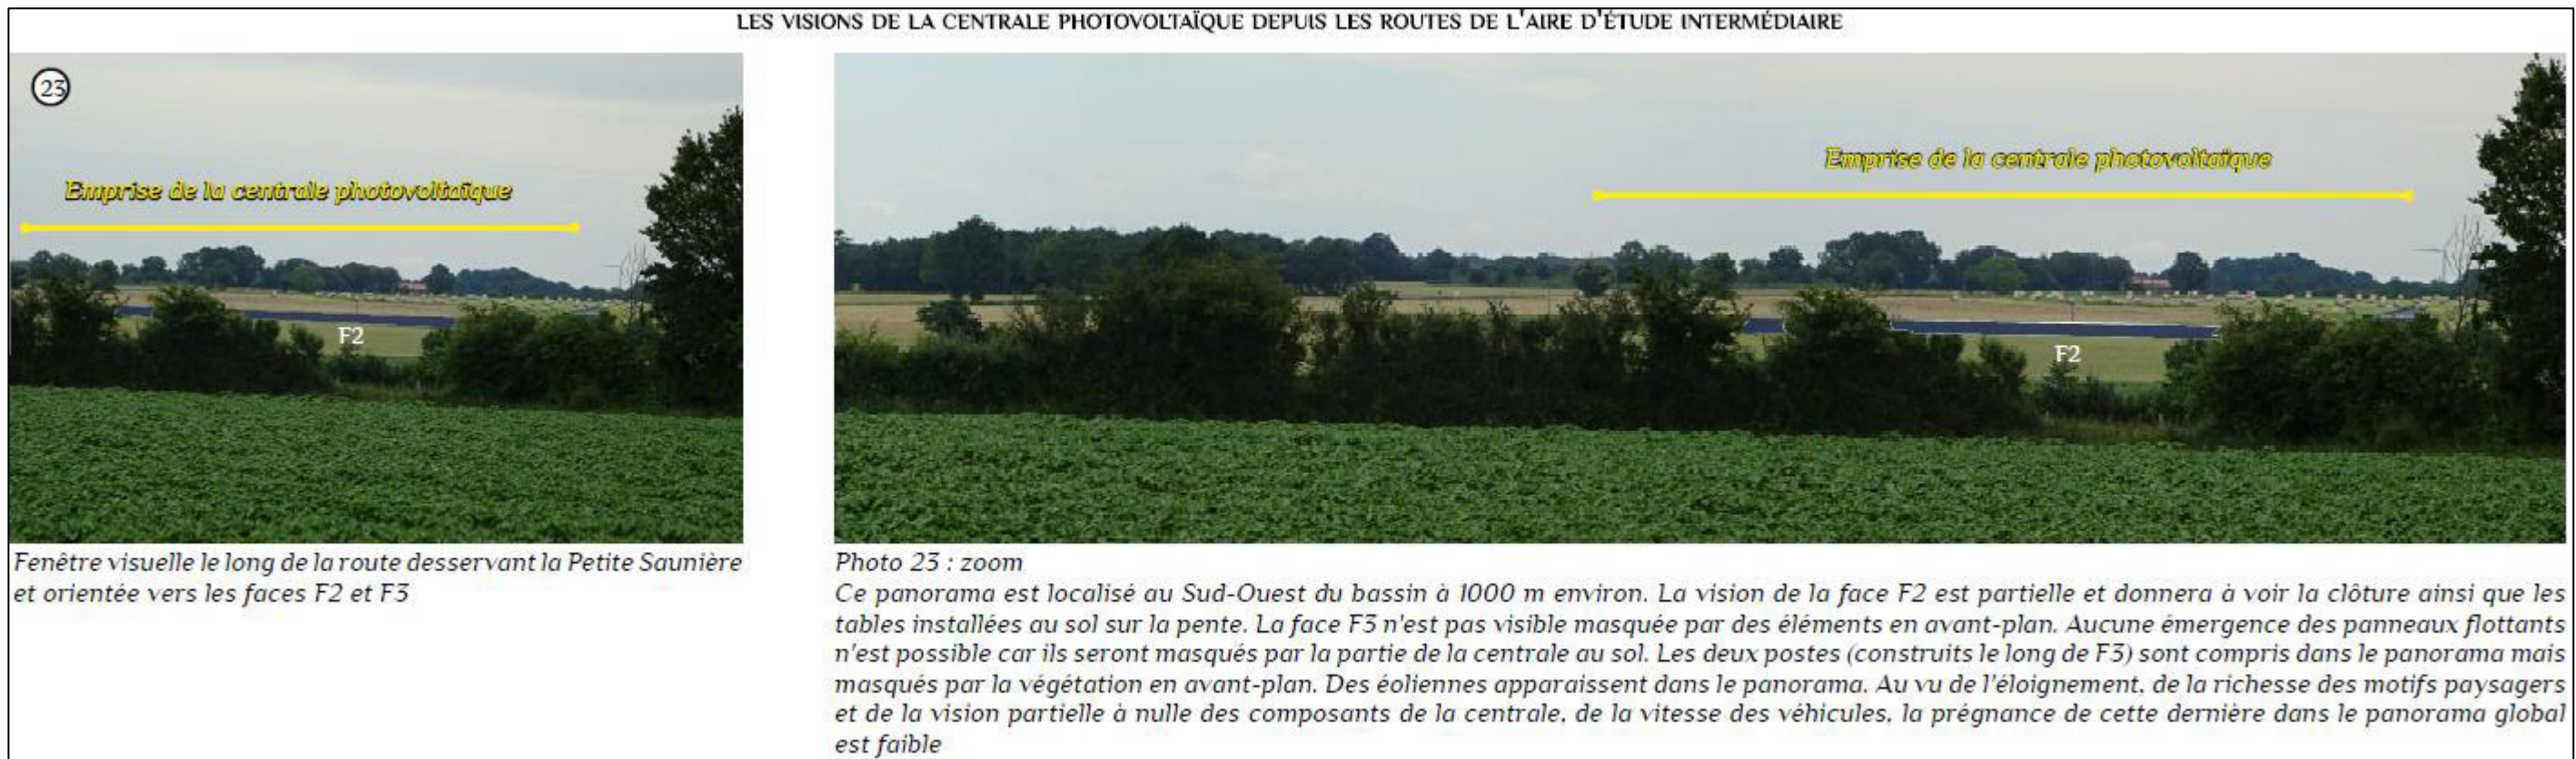 LES VISIONS DE LA CENTRALE PHOTOVOLTAÏQUE DEPUIS LES ROUTES DE L'AIRE D'ÉTUDE INTERMÉDIAIRE
23
Emprise de la centrale photovoltaïque
F2
Fenêtre visuelle le long de la route desservant la Petite Saunière
et orientée vers les faces F2 et F3
Emprise de la centrale photovoltaïque
F2
Photo 23 : zoom
Ce panorama est localisé au Sud-Ouest du bassin à 1000 m environ. La vision de la face F2 est partielle et donnera à voir la clôture ainsi que les
tables installées au sol sur la pente. La face F3 n'est pas visible masquée par des éléments en avant-plan. Aucune émergence des panneaux flottants
n'est possible car ils seront masqués par la partie de la centrale au sol. Les deux postes (construits le long de F3) sont compris dans le panorama mais
masqués par la végétation en avant-plan. Des éoliennes apparaissent dans le panorama. Au vu de l'éloignement, de la richesse des motifs paysagers
et de la vision partielle à nulle des composants de la centrale, de la vitesse des véhicules, la prégnance de cette dernière dans le panorama global
est faible